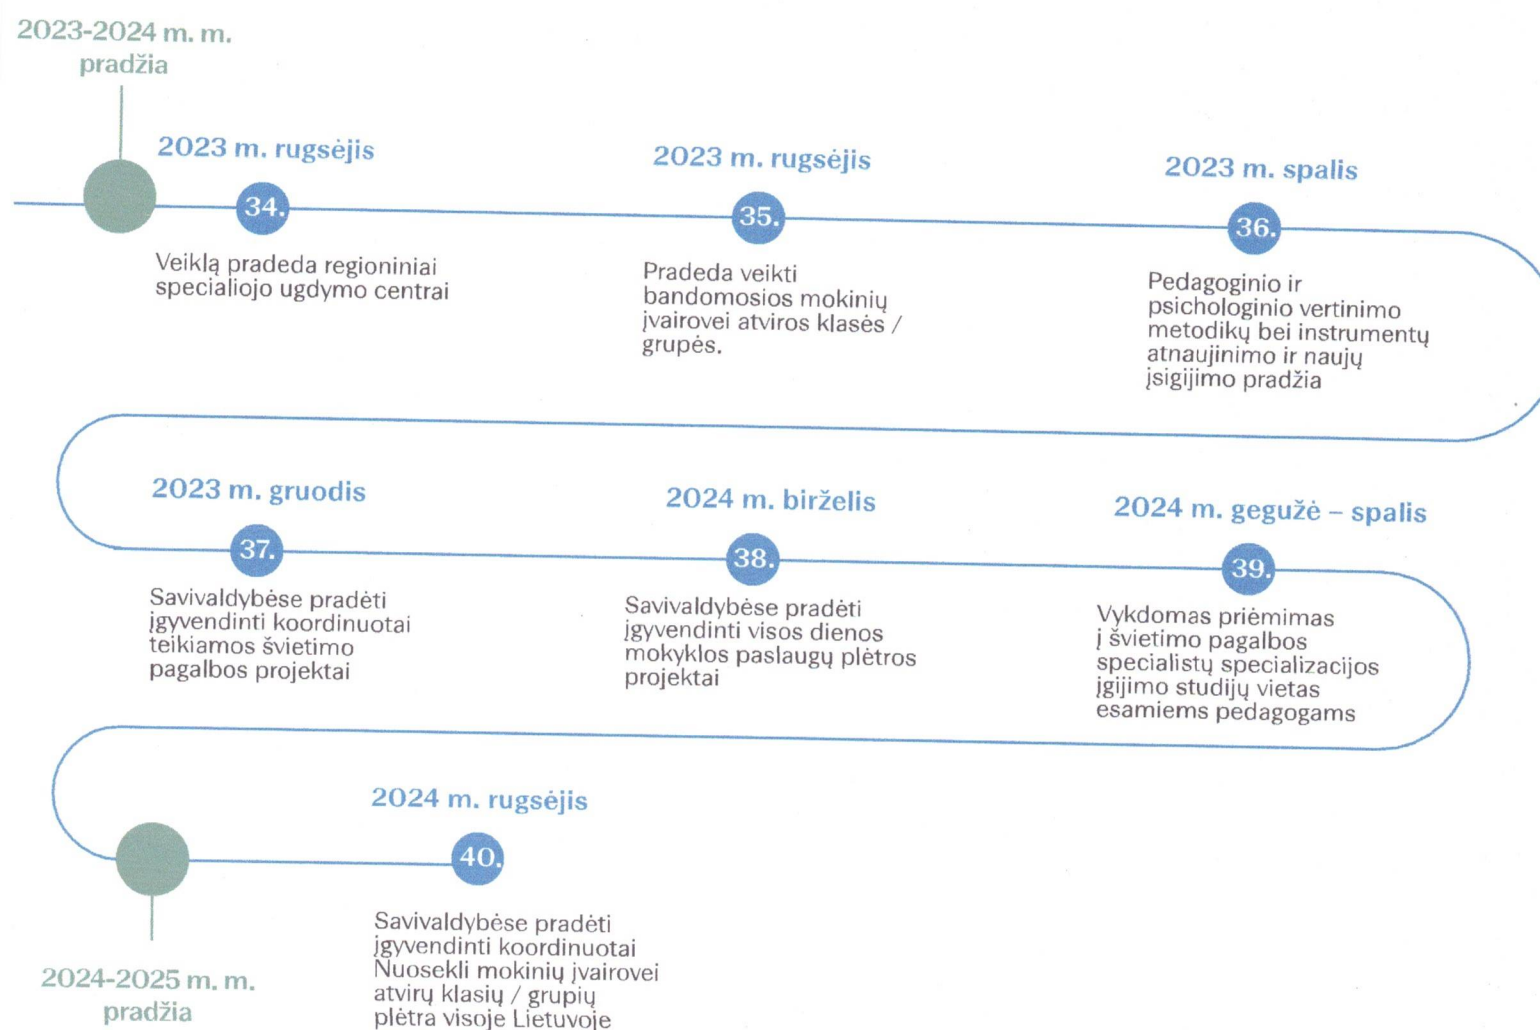 2023-2024 m. m.
pradžia
2023 m. rugsėjis
34.
Veiklą pradeda regioniniai
specialiojo ugdymo centrai
2023 m. rugsėjis
35.
Pradeda veikti
bandomosios mokinių
įvairovei atviros klasės /
grupės.
2023 m. spalis
36.
Pedagoginio ir
psichologinio vertinimo
metodikų bei instrumentų
atnaujinimo ir naujų
įsigijimo pradžia
2023 m. gruodis
37.
Savivaldybėse pradėti
įgyvendinti koordinuotai
teikiamos švietimo
pagalbos projektai
2024 m. birželis
38.
Savivaldybėse pradėti
įgyvendinti visos dienos
mokyklos paslaugų plėtros
projektai
2024 m. gegužė – spalis
39.
Vykdomas priėmimas
į švietimo pagalbos
specialistų specializacijos
įgijimo studijų vietas
esamiems pedagogams
2024-2025 m. m.
pradžia
2024 m. rugsėjis
40.
Savivaldybėse pradėti
įgyvendinti koordinuotai
Nuosekli mokinių įvairovei
atvirų klasių / grupių
plėtra visoje Lietuvoje